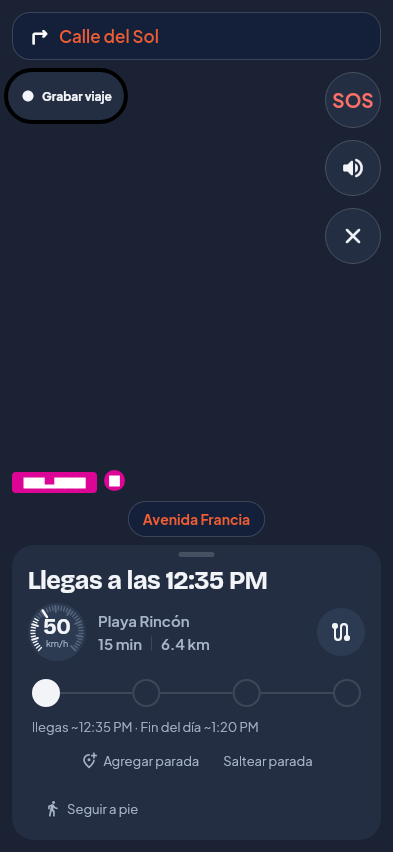 Calle del Sol
Grabar viaje
SOS
Avenida Francia
Llegas a las 12:35 PM
50
km/h
Playa Rincón
15 min
6.4 km
llegas ~12:35 PM · Fin del día ~1:20 PM
Agregar parada
Saltear parada
Seguir a pie